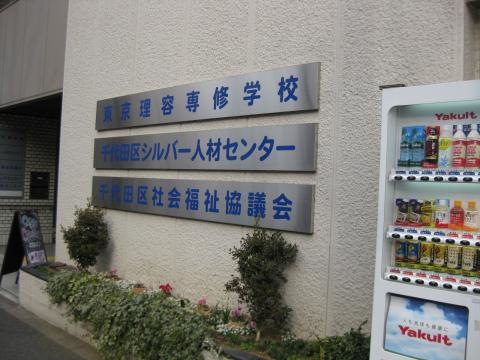 東京理容専修学校
千代田区シルバー人材センター
千代田区社会福祉協議会
Yakult
Yakult